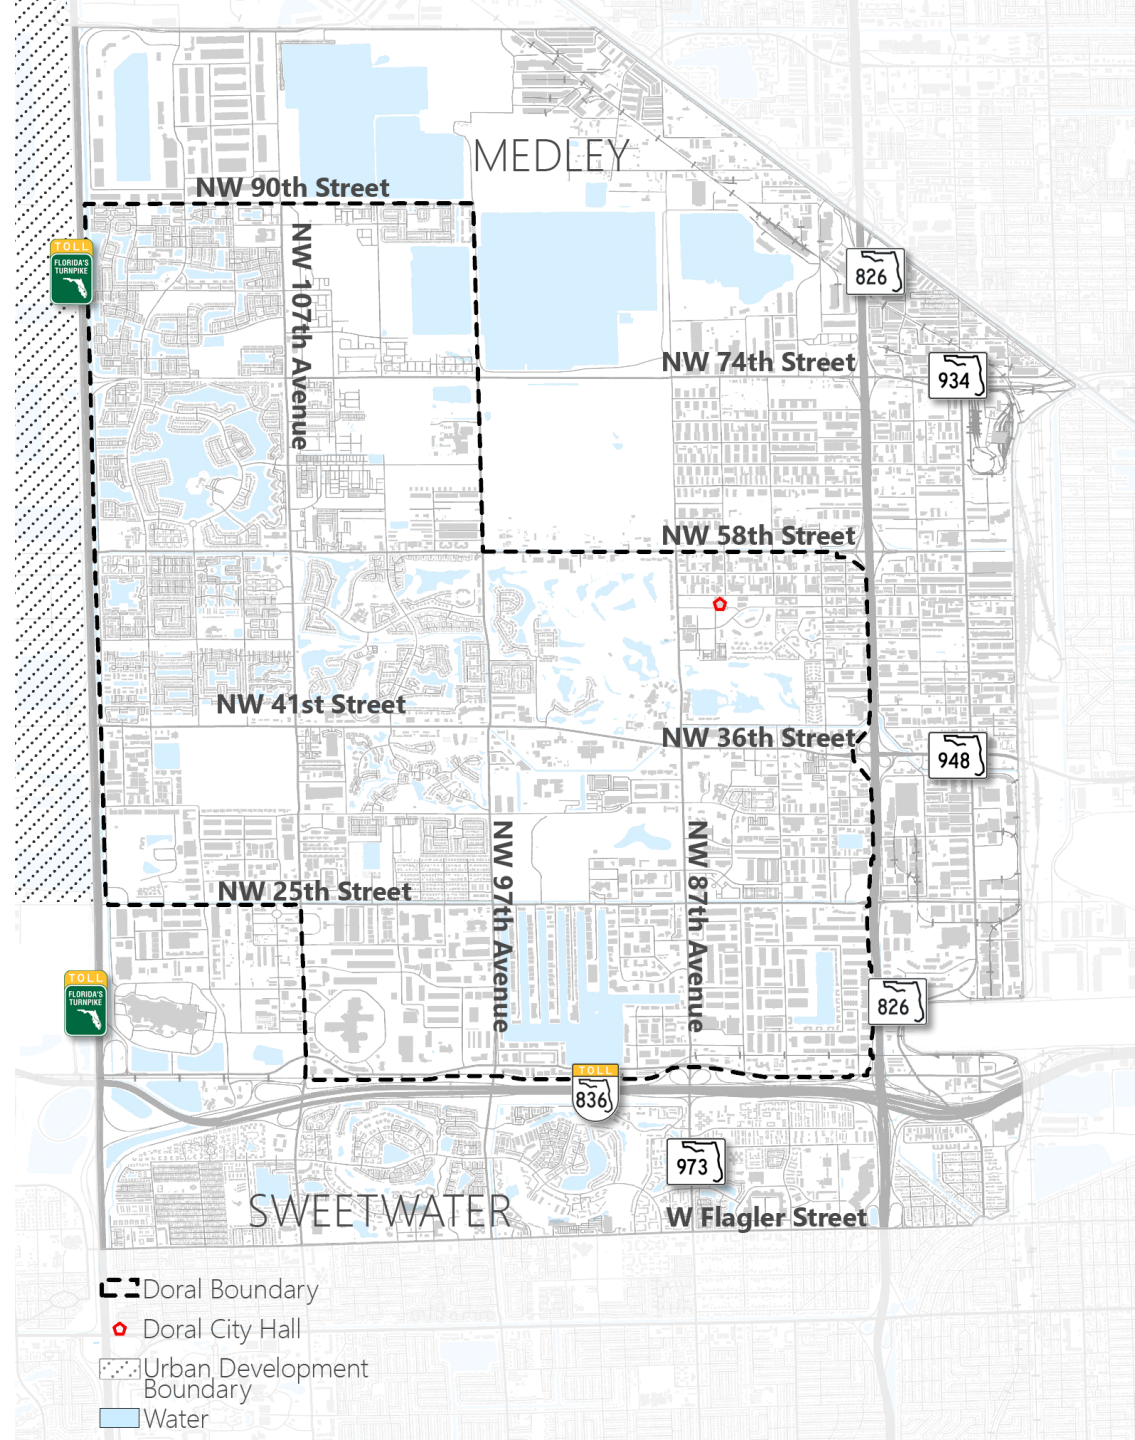 MEDLEY
NW 90th Street
TOLL
FLORIDA'S
TURNPIKE
NW 107th Avenue
826
NW 74th Street
934
NW 58th Street
NW 41st Street
NW 36th Street
948
NW 97th Avenue
NW 87th Avenue
NW 25th Street
TOLL
FLORIDA'S
TURNPIKE
826
TOLL
836
973
SWEETWATER
W Flagler Street
Doral Boundary
Doral City Hall
Urban Development
Boundary
Water